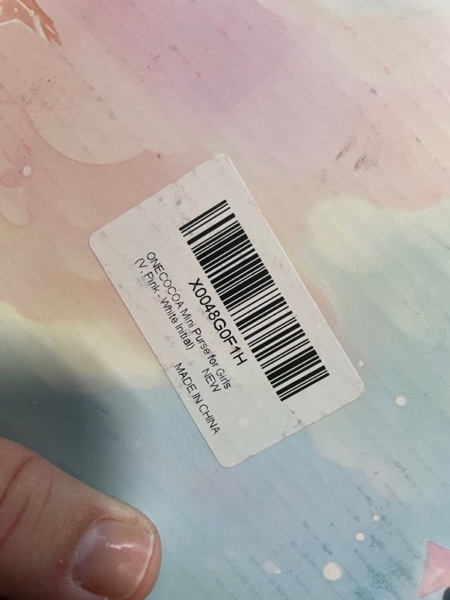 X0048G0F1H
ONECOCOA Mini Purse for Girls
(V, Pink - White Initial) NEW
MADE IN CHINA